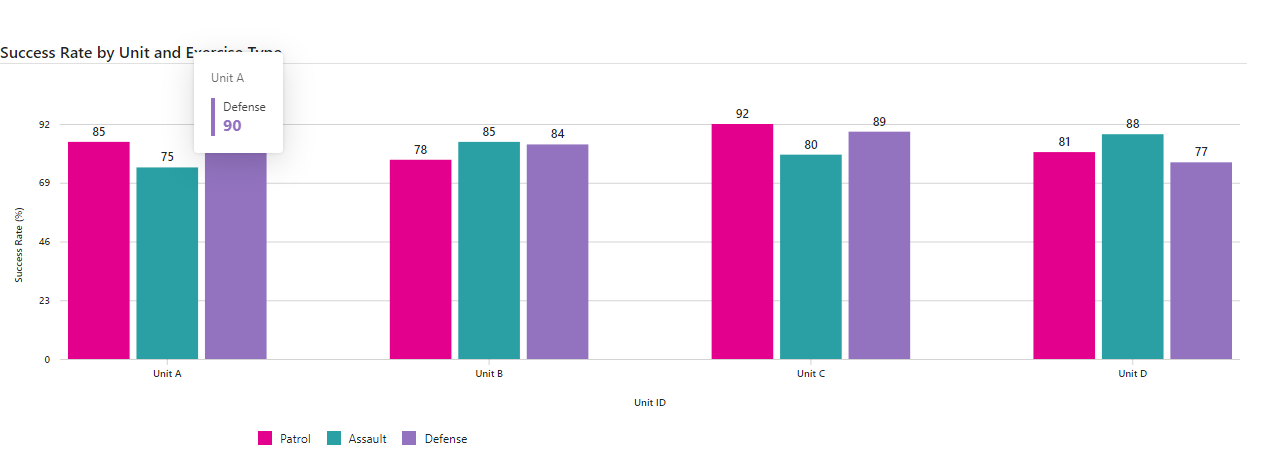 Success Rate by Unit and Exercise Type
Unit A
Defense
90
92
69
46
23
0
Success Rate (%)
85
75
78
85
84
92
80
89
81
88
77
Unit A
Unit B
Unit C
Unit D
Unit ID
Patrol
Assault
Defense